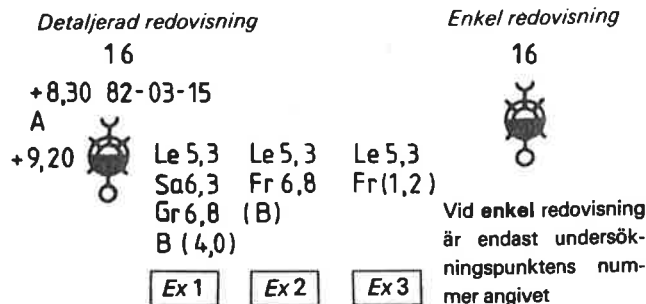 Detaljerad redovisning
16
+8,30 82-03-15
A
+9,20
Le 5,3
Sa6,3
Gr 6,8
B (4,0)
Ex 1
Le 5,3
Fr 6,8
(B)
Ex 2
Le 5,3
Fr(1,2)
Ex 3
Enkel redovisning
16
Vid enkel redovisning
är endast undersök-
ningspunktens num-
mer angivet